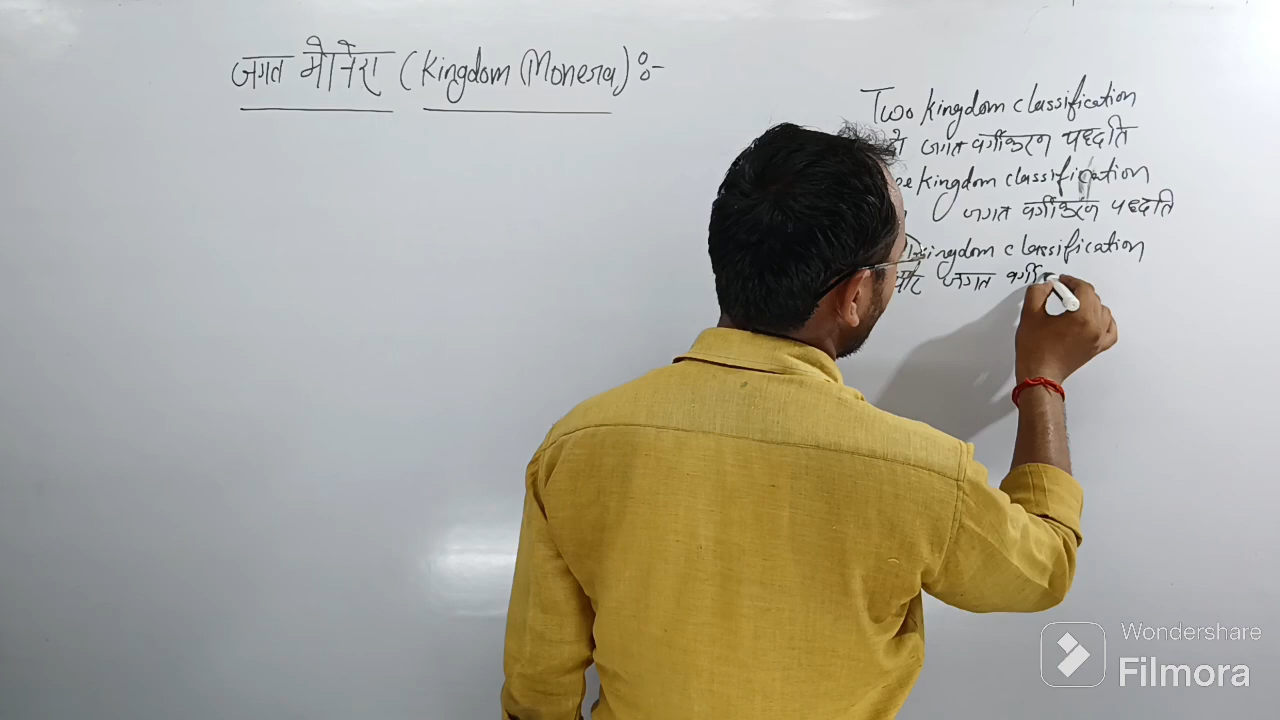 जगत मोनेरा (Kingdom Monera) :-
Two kingdom classification
दो जगत वर्गीकरण पद्धति
kingdom classification
जगत वर्गीकरण पद्धति
kingdom classification
चार जगत वर्गी
Wondershare
Filmora